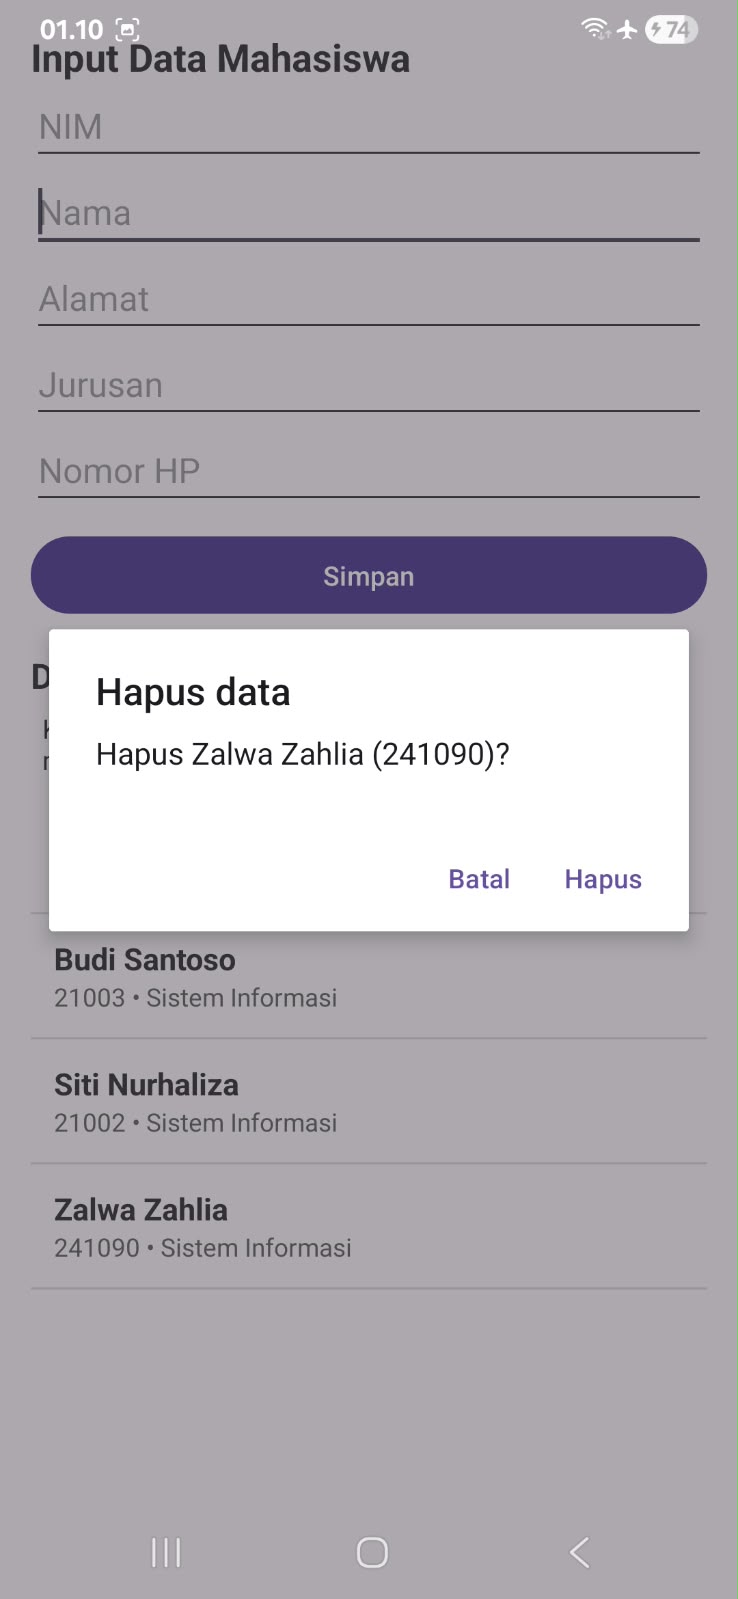 01.10
74
Input Data Mahasiswa
NIM
Nama
Alamat
Jurusan
Nomor HP
Simpan
Hapus data
Hapus Zalwa Zahlia (241090)?
Batal Hapus
Budi Santoso
21003 • Sistem Informasi
Siti Nurhaliza
21002 • Sistem Informasi
Zalwa Zahlia
241090 • Sistem Informasi